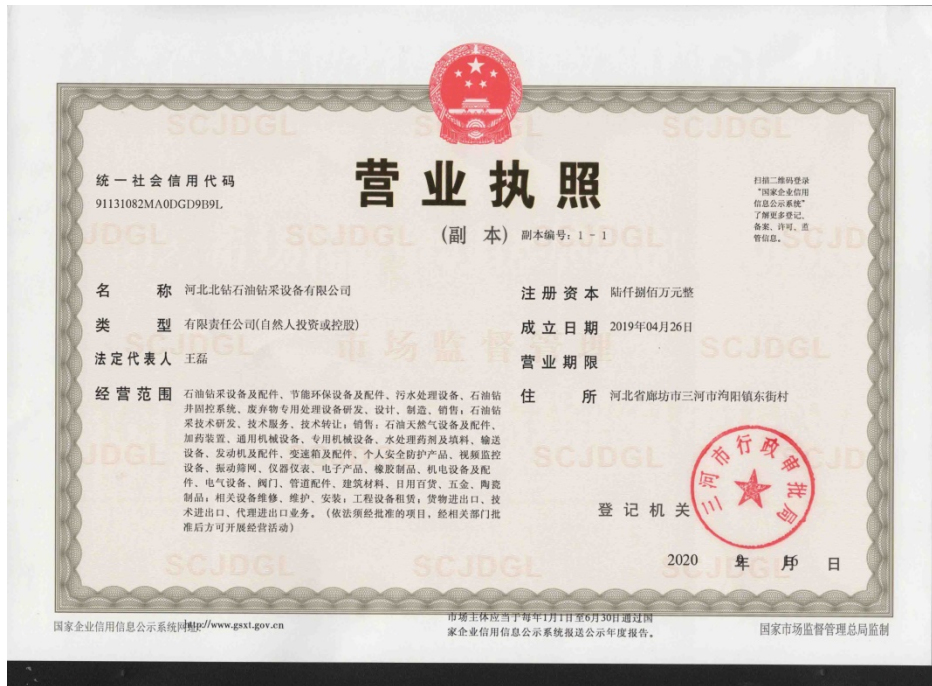 营业执照
(副 本) 副本编号：1 - 1
统一社会信用代码
91131082MA0DGD9B9L
扫描二维码登录
“国家企业信用
信息公示系统”
了解更多登记、
备案、许可、监
管信息。
名 称 河北北钻石油钻采设备有限公司
类 型 有限责任公司(自然人投资或控股)
法定代表人 王磊
经营范围 石油钻采设备及配件、节能环保设备及配件、污水处理设备、石油钻
井固控系统、废弃物专用处理设备研发、设计、制造、销售；石油钻
采技术研发、技术服务、技术转让；销售：石油天然气设备及配件、
加药装置、通用机械设备、专用机械设备、水处理药剂及填料、输送
设备、发动机及配件、变速箱及配件、个人安全防护产品、视频监控
设备、振动筛网、仪器仪表、电子产品、橡胶制品、机电设备及配
件、电气设备、阀门、管道配件、建筑材料、日用百货、五金、陶瓷
制品；相关设备维修、维护、安装；工程设备租赁；货物进出口、技
术进出口、代理进出口业务。（依法须经批准的项目，经相关部门批
准后方可开展经营活动）
注册资本 陆仟捌佰万元整
成立日期 2019年04月26日
营业期限
住 所 河北省廊坊市三河市泃阳镇东街村
登记机关
三河市行政审批局
2020 年 9 月 16 日
国家企业信用信息公示系统网址: http://www.gsxt.gov.cn
市场主体应当于每年1月1日至6月30日通过国
家企业信用信息公示系统报送公示年度报告。
国家市场监督管理总局监制
SCJDGL
市场监督管理